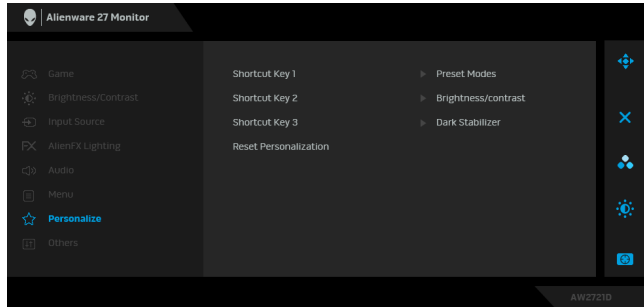 Alienware 27 Monitor
Game
Brightness/Contrast
Input Source
AlienFX Lighting
Audio
Menu
Personalize
Others
Shortcut Key 1 Preset Modes
Shortcut Key 2 Brightness/contrast
Shortcut Key 3 Dark Stabilizer
Reset Personalization
AW2721D